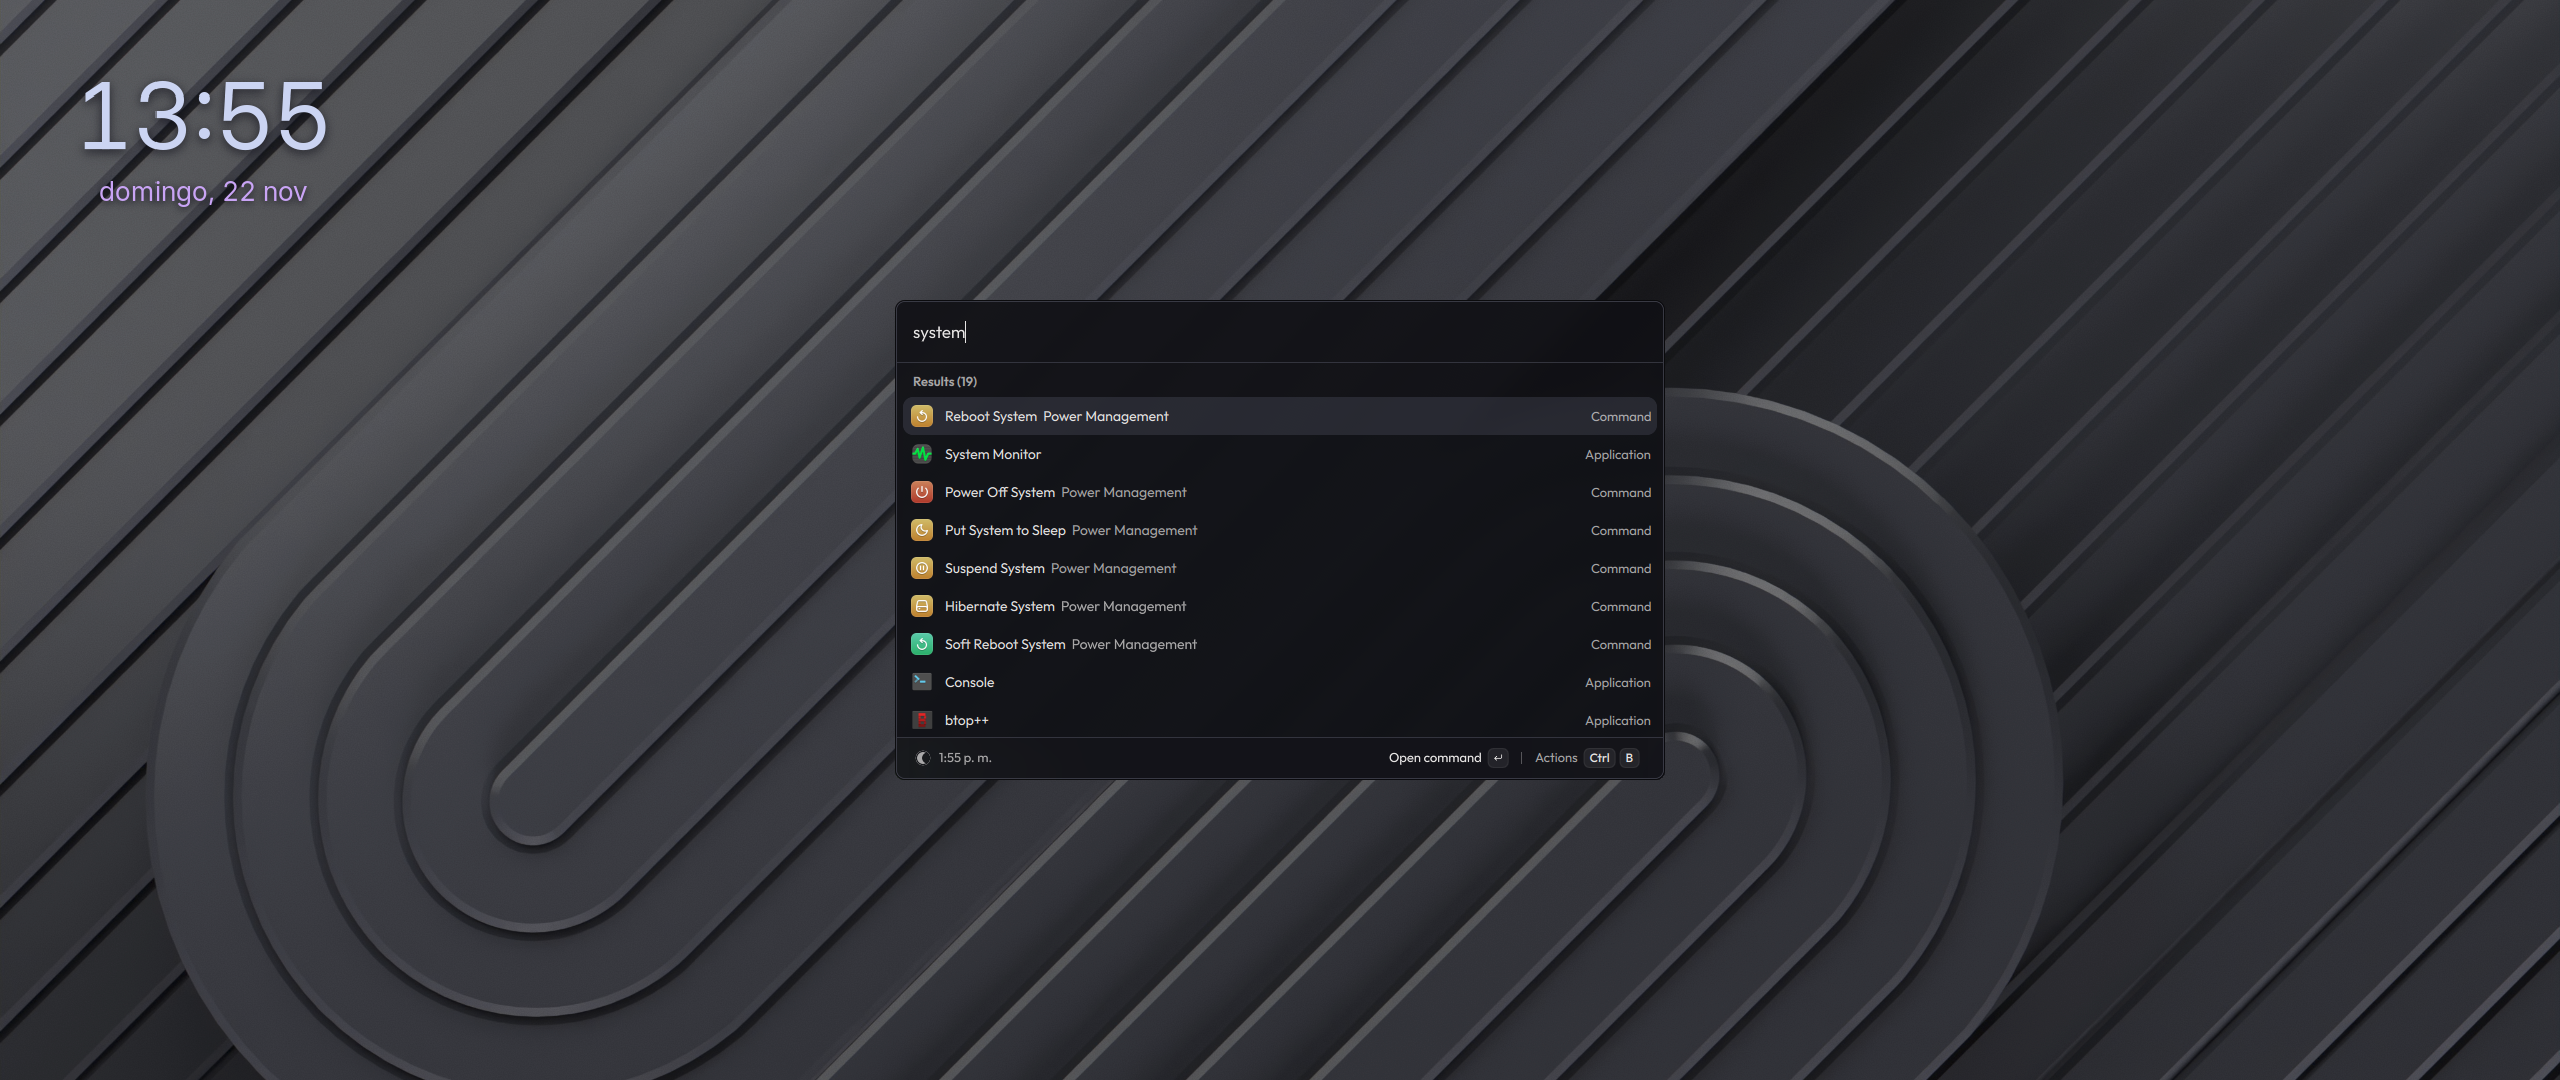 13:55
domingo, 22 nov
system
Results (19)
Reboot System Power Management Command
System Monitor Application
Power Off System Power Management Command
Put System to Sleep Power Management Command
Suspend System Power Management Command
Hibernate System Power Management Command
Soft Reboot System Power Management Command
Console Application
btop++ Application
1:55 p. m. Open command Actions Ctrl B